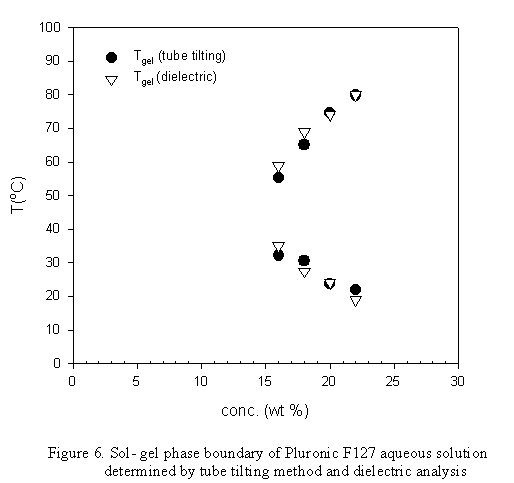 100
90
80
70
60
50
40
30
20
10
0
T(ºC)
Tgel (tube tilting)
Tgel (dielectric)
0 5 10 15 20 25 30
conc. (wt %)
Figure 6. Sol- gel phase boundary of Pluronic F127 aqueous solution
determined by tube tilting method and dielectric analysis